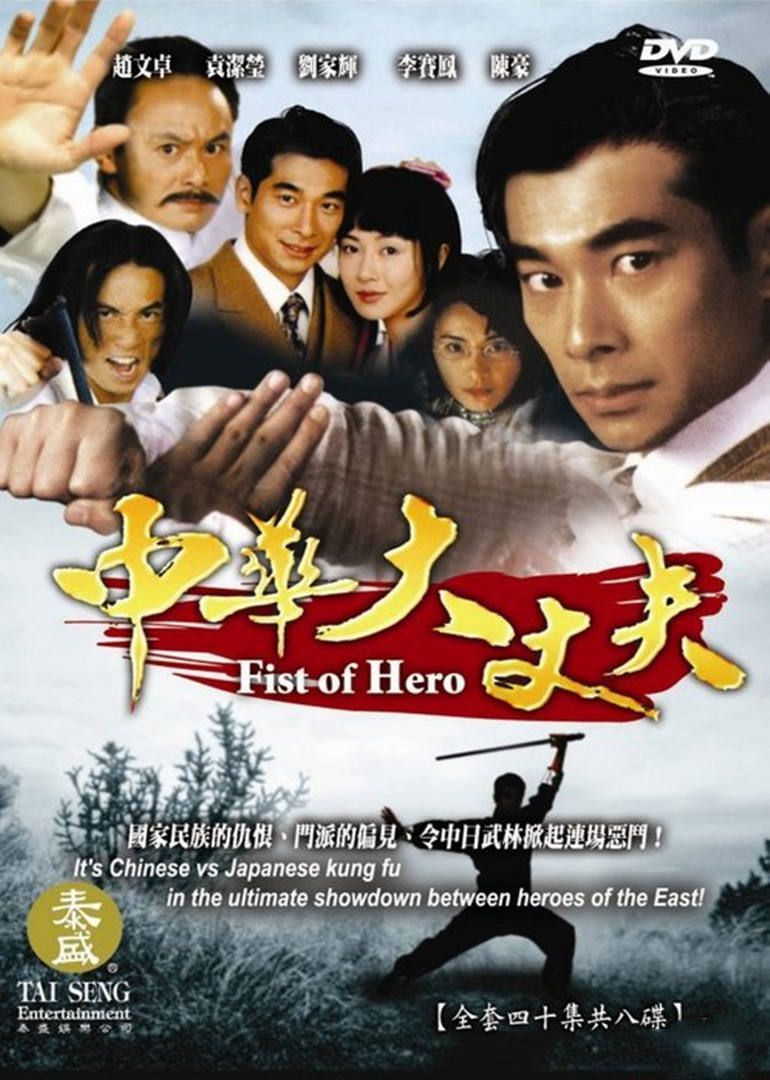 趙文卓 袁潔瑩 劉家輝 李賽鳳 陳豪
DVD
VIDEO
中華大丈夫
Fist of Hero
國家民族的仇恨、門派的偏見、令中日武林掀起連場惡鬥！
It's Chinese vs Japanese kung fu
in the ultimate showdown between heroes of the East!
泰盛
®
TAI SENG
Entertainment
泰盛娛樂公司
【全套四十集共八碟】